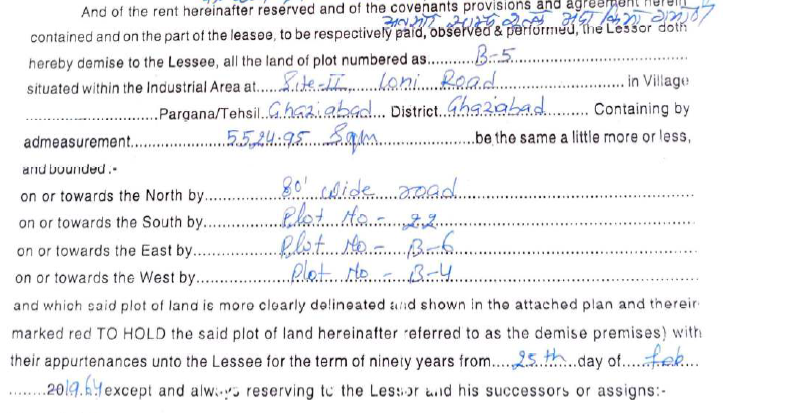 And of the rent hereinafter reserved and of the covenants provisions and agreement herein
contained and on the part of the leasee, to be respectively paid, observed & performed, the Lessor doth
hereby demise to the Lessee, all the land of plot numbered as..........B-5..........
situated within the Industrial Area at.....Site-II.....Loni Road.......... in Village
..........Pargana/Tehsil..Ghaziabad... District..Ghaziabad......... Containing by
admeasurement..........5524.95 Sqm..........be the same a little more or less,
and bounded .-
on or towards the North by..........80' wide road
on or towards the South by..........Plot No -
on or towards the East by..........Plot No - B-6
on or towards the West by..........Plot No - B-4
and which said plot of land is more clearly delineated and shown in the attached plan and therein
marked red TO HOLD the said plot of land hereinafter referred to as the demise premises) with
their appurtenances unto the Lessee for the term of ninety years from....25th...day of.....feb....
........2019.64 except and always reserving to the Lessor and his successors or assigns:-